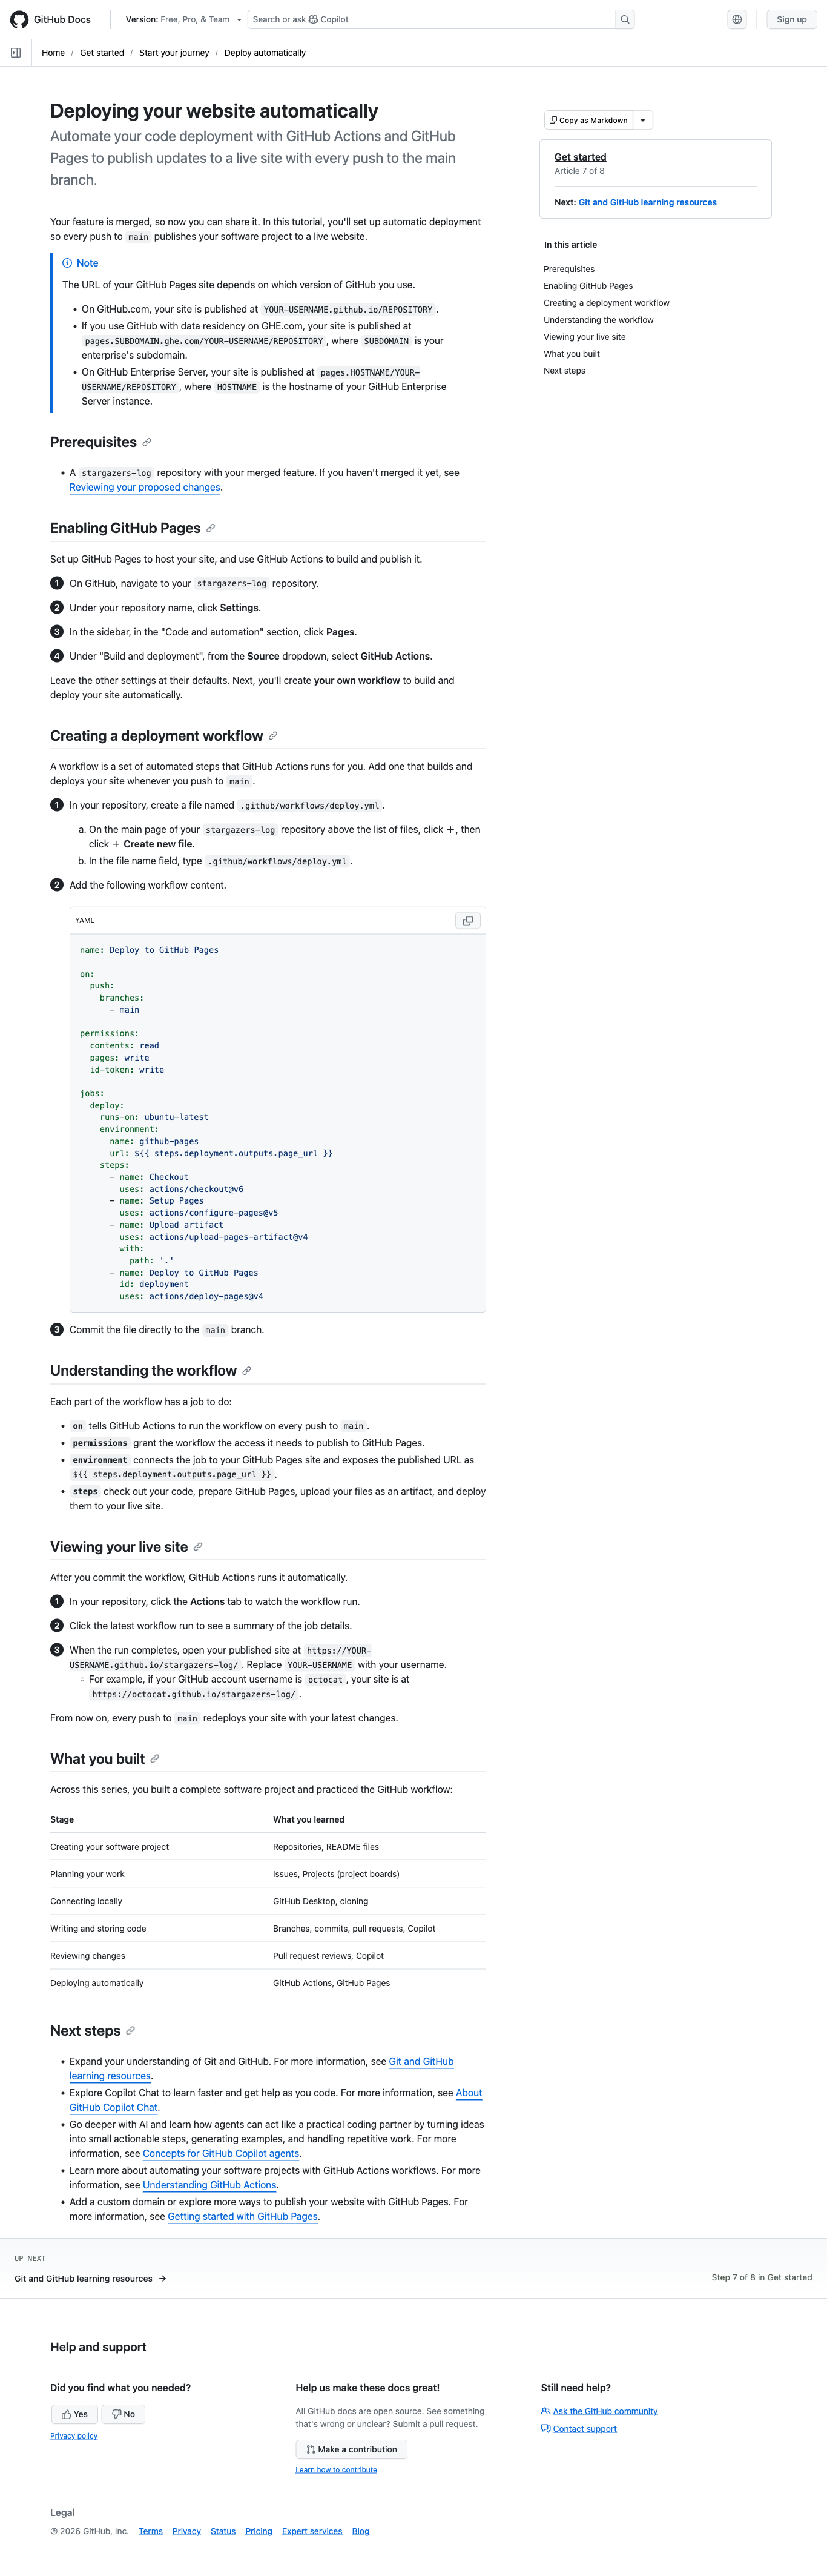 GitHub Docs
Version: Free, Pro, & Team
Search or ask Copilot
Sign up
Home / Get started / Start your journey / Deploy automatically
Deploying your website automatically
Automate your code deployment with GitHub Actions and GitHub
Pages to publish updates to a live site with every push to the main
branch.
Copy as Markdown
Get started
Article 7 of 8
Next: Git and GitHub learning resources
In this article
Prerequisites
Enabling GitHub Pages
Creating a deployment workflow
Understanding the workflow
Viewing your live site
What you built
Next steps
Your feature is merged, so now you can share it. In this tutorial, you'll set up automatic deployment
so every push to main publishes your software project to a live website.
Note
The URL of your GitHub Pages site depends on which version of GitHub you use.
• On GitHub.com, your site is published at YOUR-USERNAME.github.io/REPOSITORY.
• If you use GitHub with data residency on GHE.com, your site is published at
pages.SUBDOMAIN.ghe.com/YOUR-USERNAME/REPOSITORY, where SUBDOMAIN is your
enterprise's subdomain.
• On GitHub Enterprise Server, your site is published at pages.HOSTNAME/YOUR-
USERNAME/REPOSITORY, where HOSTNAME is the hostname of your GitHub Enterprise
Server instance.
Prerequisites
• A stargazers-log repository with your merged feature. If you haven't merged it yet, see
Reviewing your proposed changes.
Enabling GitHub Pages
Set up GitHub Pages to host your site, and use GitHub Actions to build and publish it.
1 On GitHub, navigate to your stargazers-log repository.
2 Under your repository name, click Settings.
3 In the sidebar, in the "Code and automation" section, click Pages.
4 Under "Build and deployment", from the Source dropdown, select GitHub Actions.
Leave the other settings at their defaults. Next, you'll create your own workflow to build and
deploy your site automatically.
Creating a deployment workflow
A workflow is a set of automated steps that GitHub Actions runs for you. Add one that builds and
deploys your site whenever you push to main.
1 In your repository, create a file named .github/workflows/deploy.yml.
a. On the main page of your stargazers-log repository above the list of files, click +, then
click + Create new file.
b. In the file name field, type .github/workflows/deploy.yml.
2 Add the following workflow content.
YAML
name: Deploy to GitHub Pages
on:
push:
branches:
- main
permissions:
contents: read
pages: write
id-token: write
jobs:
deploy:
runs-on: ubuntu-latest
environment:
name: github-pages
url: ${{ steps.deployment.outputs.page_url }}
steps:
- name: Checkout
uses: actions/checkout@v6
- name: Setup Pages
uses: actions/configure-pages@v5
- name: Upload artifact
uses: actions/upload-pages-artifact@v4
with:
path: '.'
- name: Deploy to GitHub Pages
id: deployment
uses: actions/deploy-pages@v4
3 Commit the file directly to the main branch.
Understanding the workflow
Each part of the workflow has a job to do:
• on tells GitHub Actions to run the workflow on every push to main.
• permissions grant the workflow the access it needs to publish to GitHub Pages.
• environment connects the job to your GitHub Pages site and exposes the published URL as
${{ steps.deployment.outputs.page_url }}.
• steps check out your code, prepare GitHub Pages, upload your files as an artifact, and deploy
them to your live site.
Viewing your live site
After you commit the workflow, GitHub Actions runs it automatically.
1 In your repository, click the Actions tab to watch the workflow run.
2 Click the latest workflow run to see a summary of the job details.
3 When the run completes, open your published site at https://YOUR-
USERNAME.github.io/stargazers-log/. Replace YOUR-USERNAME with your username.
◦ For example, if your GitHub account username is octocat, your site is at
https://octocat.github.io/stargazers-log/.
From now on, every push to main redeploys your site with your latest changes.
What you built
Across this series, you built a complete software project and practiced the GitHub workflow:
Stage What you learned
Creating your software project Repositories, README files
Planning your work Issues, Projects (project boards)
Connecting locally GitHub Desktop, cloning
Writing and storing code Branches, commits, pull requests, Copilot
Reviewing changes Pull request reviews, Copilot
Deploying automatically GitHub Actions, GitHub Pages
Next steps
• Expand your understanding of Git and GitHub. For more information, see Git and GitHub
learning resources.
• Explore Copilot Chat to learn faster and get help as you code. For more information, see About
GitHub Copilot Chat.
• Go deeper with AI and learn how agents can act like a practical coding partner by turning ideas
into small actionable steps, generating examples, and handling repetitive work. For more
information, see Concepts for GitHub Copilot agents.
• Learn more about automating your software projects with GitHub Actions workflows. For more
information, see Understanding GitHub Actions.
• Add a custom domain or explore more ways to publish your website with GitHub Pages. For
more information, see Getting started with GitHub Pages.
UP NEXT
Git and GitHub learning resources →
Step 7 of 8 in Get started
Help and support
Did you find what you needed?
Yes No
Privacy policy
Help us make these docs great!
All GitHub docs are open source. See something
that's wrong or unclear? Submit a pull request.
Make a contribution
Learn how to contribute
Still need help?
Ask the GitHub community
Contact support
Legal
© 2026 GitHub, Inc. Terms Privacy Status Pricing Expert services Blog